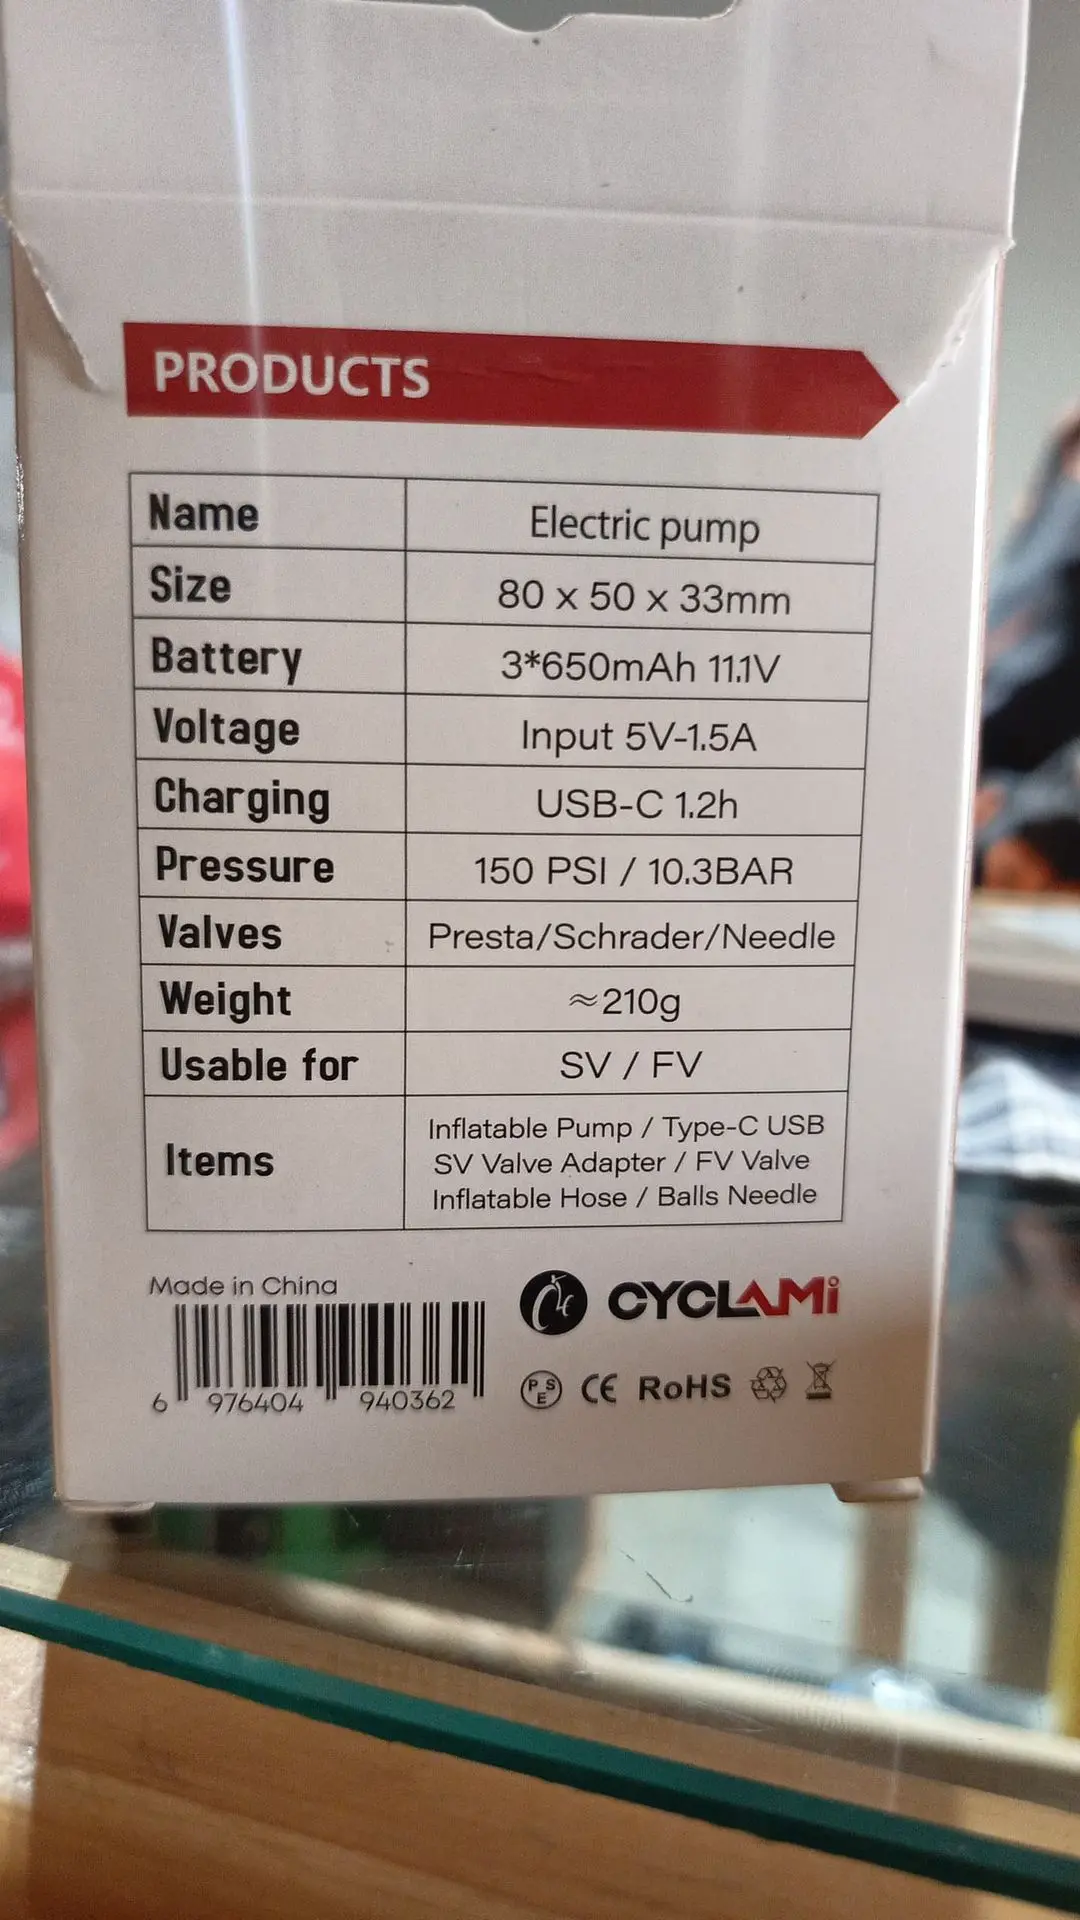 PRODUCTS
Name Electric pump
Size 80 x 50 x 33mm
Battery 3*650mAh 11.1V
Voltage Input 5V-1.5A
Charging USB-C 1.2h
Pressure 150 PSI / 10.3BAR
Valves Presta/Schrader/Needle
Weight ≈210g
Usable for SV / FV
Items Inflatable Pump / Type-C USB
SV Valve Adapter / FV Valve
Inflatable Hose / Balls Needle
Made in China
6 976404 940362
CYCLAMi
PSE CE RoHS